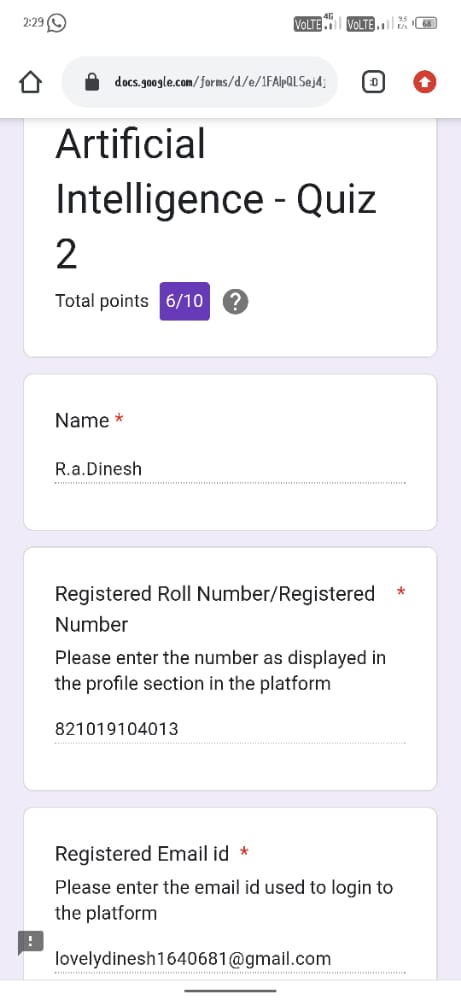 2:29
VoLTE 4G VoLTE 68
docs.google.com/forms/d/e/1FAIpQLSej4j
:D
Artificial
Intelligence - Quiz
2
Total points 6/10 ?
Name *
R.a.Dinesh
Registered Roll Number/Registered *
Number
Please enter the number as displayed in
the profile section in the platform
821019104013
Registered Email id *
Please enter the email id used to login to
the platform
!
lovelydinesh1640681@gmail.com